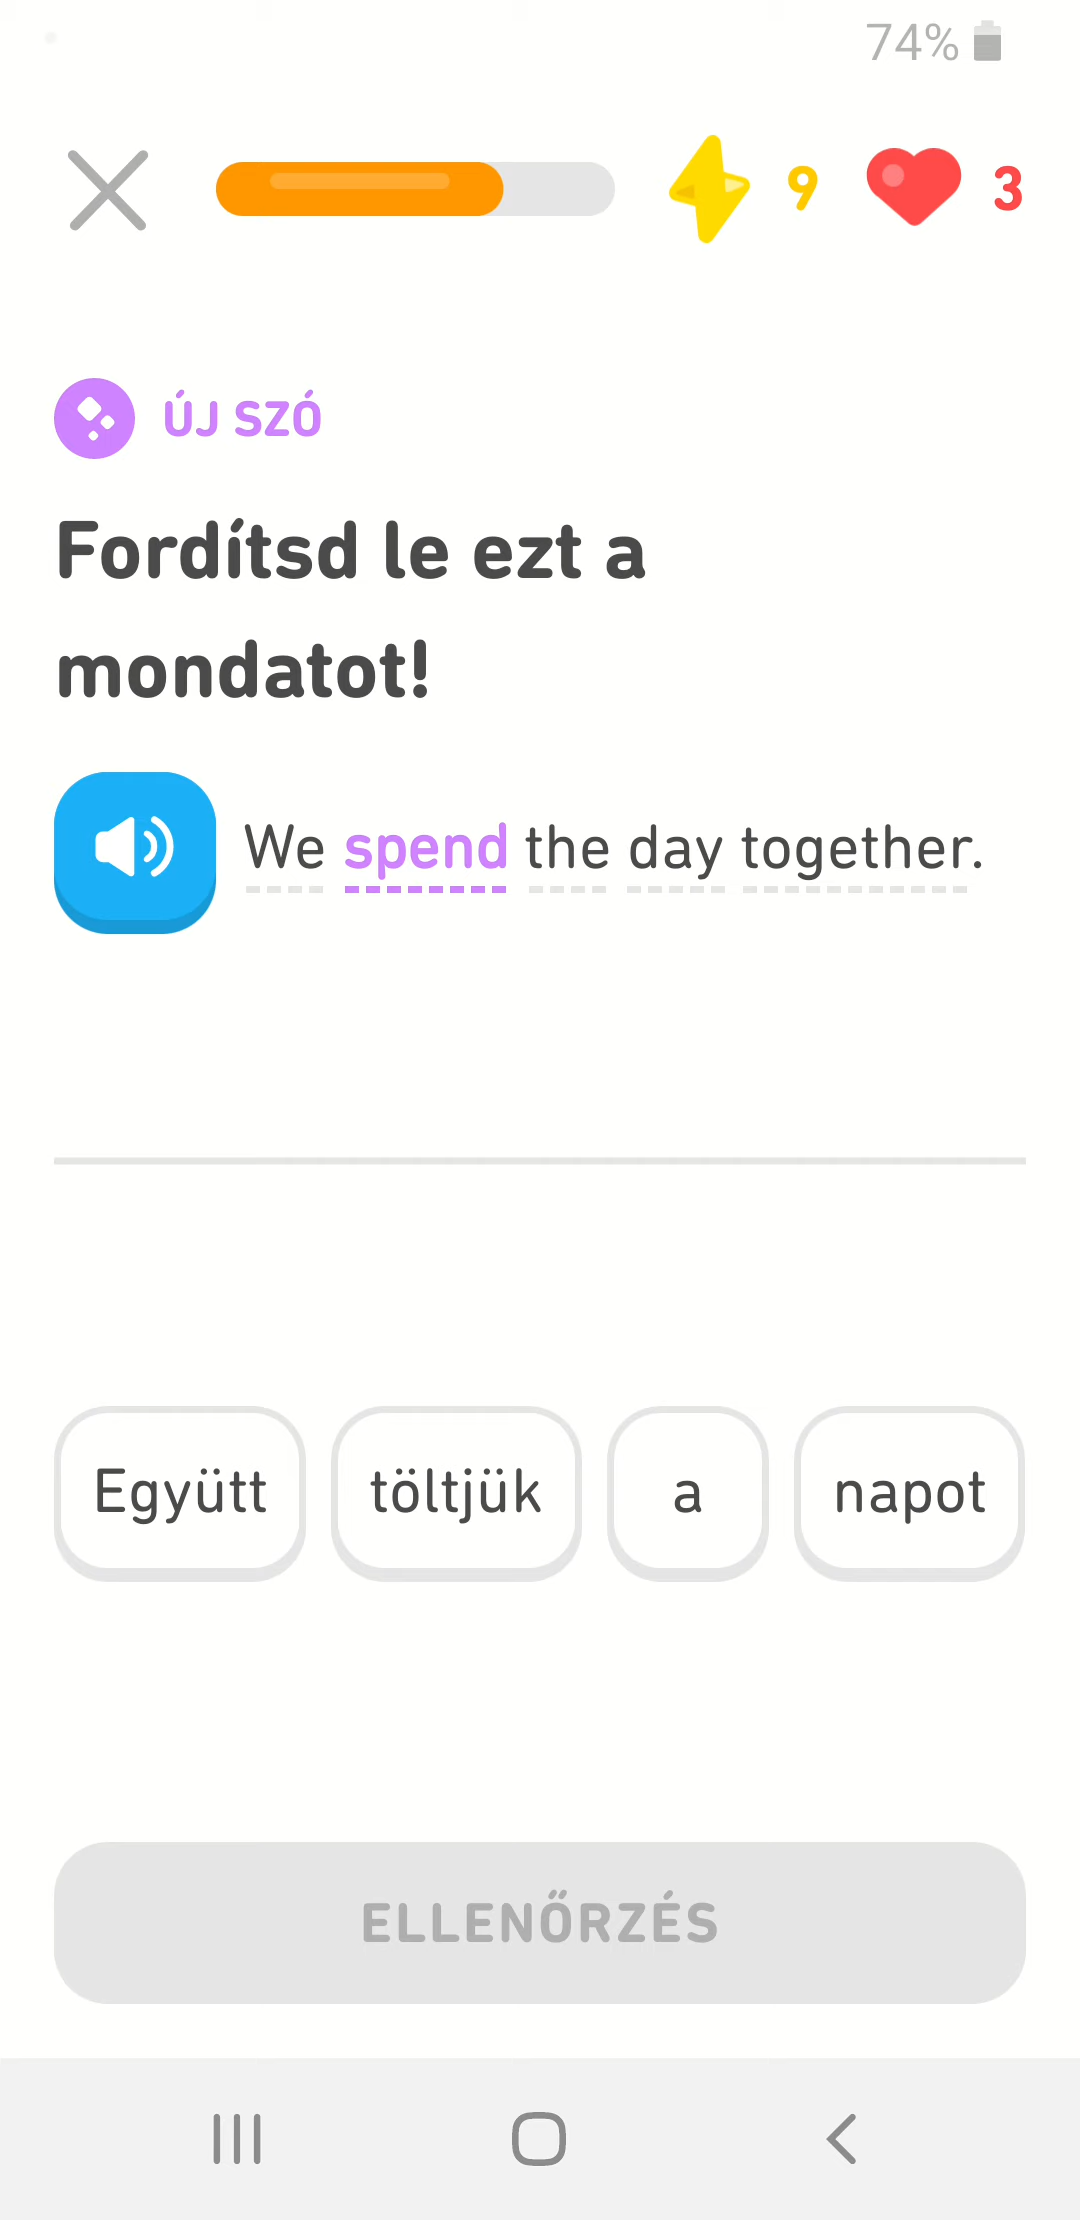 74%
9
3
ÚJ SZÓ
Fordítsd le ezt a
mondatot!
We spend the day together.
Együtt
töltjük
a
napot
ELLENŐRZÉS